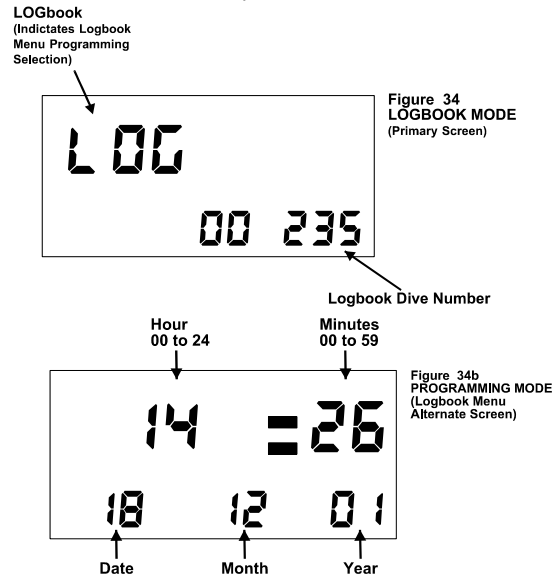 LOGbook
(Indictates Logbook
Menu Programming
Selection)
Figure 34
LOGBOOK MODE
(Primary Screen)
LOG
00 235
Logbook Dive Number
Hour
00 to 24
Minutes
00 to 59
Figure 34b
PROGRAMMING MODE
(Logbook Menu
Alternate Screen)
14 = 26
18 12 01
Date Month Year